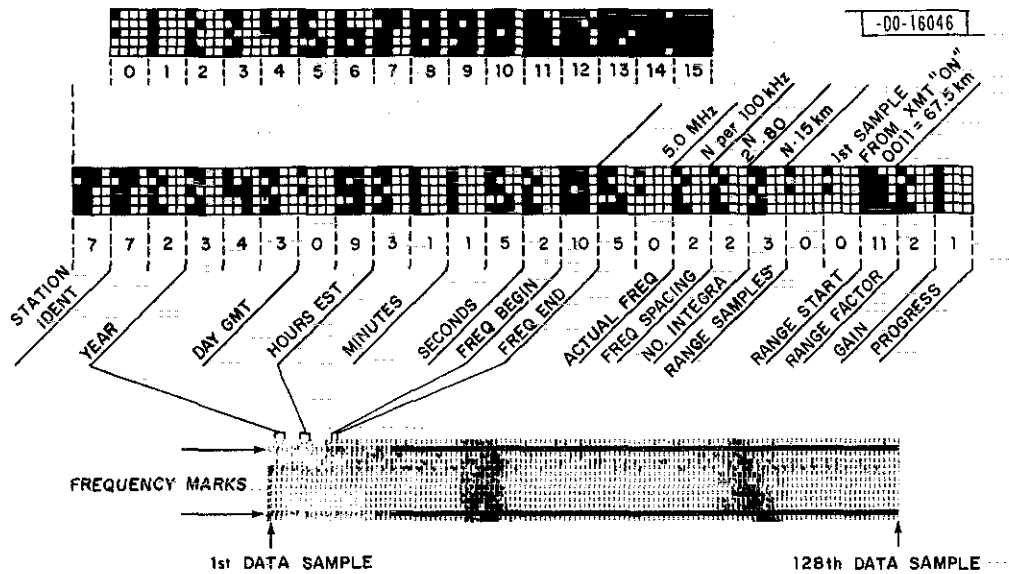 -DO-16046
0 1 2 3 4 5 6 7 8 9 10 11 12 13 14 15
5.0 MHz
N per 100 kHz
2^N · 80
N · 15 km
1st SAMPLE
FROM XMT "ON"
0011 = 67.5 km
7 7 2 3 4 3 0 9 3 1 1 5 2 10 5 0 2 2 3 0 0 11 2 1
STATION
IDENT
YEAR
DAY GMT
HOURS EST
MINUTES
SECONDS
FREQ BEGIN
FREQ END
ACTUAL FREQ
FREQ SPACING
NO. INTEGRA
RANGE SAMPLES
RANGE START
RANGE FACTOR
GAIN
PROGRESS
FREQUENCY MARKS
1st DATA SAMPLE
128th DATA SAMPLE